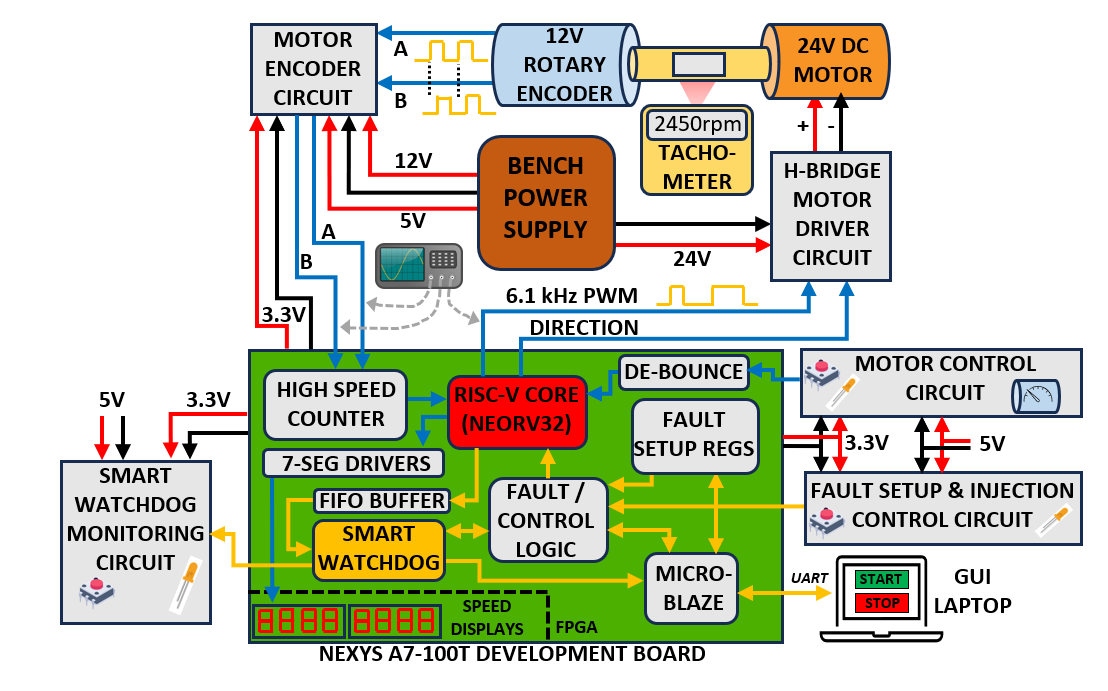 MOTOR
ENCODER
CIRCUIT
A
B
12V
ROTARY
ENCODER
24V DC
MOTOR
2450rpm
TACHO-
METER
+
-
H-BRIDGE
MOTOR
DRIVER
CIRCUIT
BENCH
POWER
SUPPLY
12V
5V
24V
A
B
3.3V
6.1 kHz PWM
DIRECTION
HIGH SPEED
COUNTER
RISC-V CORE
(NEORV32)
DE-BOUNCE
MOTOR CONTROL
CIRCUIT
5V
3.3V
FAULT
SETUP REGS
3.3V
5V
7-SEG DRIVERS
SMART
WATCHDOG
MONITORING
CIRCUIT
FIFO BUFFER
FAULT /
CONTROL
LOGIC
FAULT SETUP & INJECTION
CONTROL CIRCUIT
SMART
WATCHDOG
MICRO-
BLAZE
UART
START
STOP
GUI
LAPTOP
8888 8888
SPEED
DISPLAYS
FPGA
NEXYS A7-100T DEVELOPMENT BOARD